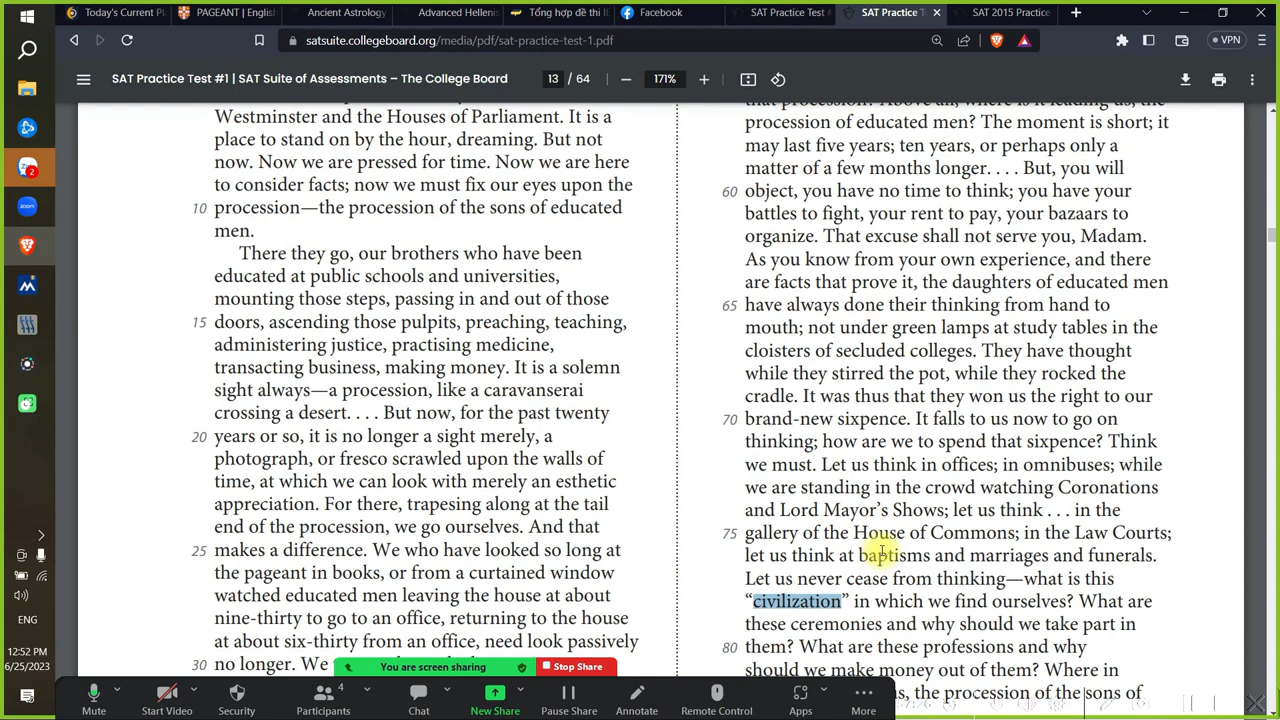 Today's Current P
PAGEANT | English
Ancient Astrology
Advanced Hellenis
Tổng hợp đề thi IE
Facebook
SAT Practice Test #
SAT Practice T
SAT 2015 Practice
satsuite.collegeboard.org/media/pdf/sat-practice-test-1.pdf
VPN
SAT Practice Test #1 | SAT Suite of Assessments – The College Board
13 / 64
171%
Westminster and the Houses of Parliament. It is a
place to stand on by the hour, dreaming. But not
now. Now we are pressed for time. Now we are here
to consider facts; now we must fix our eyes upon the
10 procession—the procession of the sons of educated
men.
There they go, our brothers who have been
educated at public schools and universities,
mounting those steps, passing in and out of those
15 doors, ascending those pulpits, preaching, teaching,
administering justice, practising medicine,
transacting business, making money. It is a solemn
sight always—a procession, like a caravanserai
crossing a desert. . . . But now, for the past twenty
20 years or so, it is no longer a sight merely, a
photograph, or fresco scrawled upon the walls of
time, at which we can look with merely an esthetic
appreciation. For there, trapesing along at the tail
end of the procession, we go ourselves. And that
25 makes a difference. We who have looked so long at
the pageant in books, or from a curtained window
watched educated men leaving the house at about
nine-thirty to go to an office, returning to the house
at about six-thirty from an office, need look passively
30 no longer. We
that procession? Above all, where is it leading us, the
procession of educated men? The moment is short; it
may last five years; ten years, or perhaps only a
matter of a few months longer. . . . But, you will
60 object, you have no time to think; you have your
battles to fight, your rent to pay, your bazaars to
organize. That excuse shall not serve you, Madam.
As you know from your own experience, and there
are facts that prove it, the daughters of educated men
65 have always done their thinking from hand to
mouth; not under green lamps at study tables in the
cloisters of secluded colleges. They have thought
while they stirred the pot, while they rocked the
cradle. It was thus that they won us the right to our
70 brand-new sixpence. It falls to us now to go on
thinking; how are we to spend that sixpence? Think
we must. Let us think in offices; in omnibuses; while
we are standing in the crowd watching Coronations
and Lord Mayor's Shows; let us think . . . in the
75 gallery of the House of Commons; in the Law Courts;
let us think at baptisms and marriages and funerals.
Let us never cease from thinking—what is this
“civilization” in which we find ourselves? What are
these ceremonies and why should we take part in
80 them? What are these professions and why
should we make money out of them? Where in
the procession of the sons of
2
ENG
12:52 PM
6/25/2023
You are screen sharing
Stop Share
Mute
Start Video
Security
4
Participants
Chat
New Share
Pause Share
Annotate
Remote Control
Apps
More